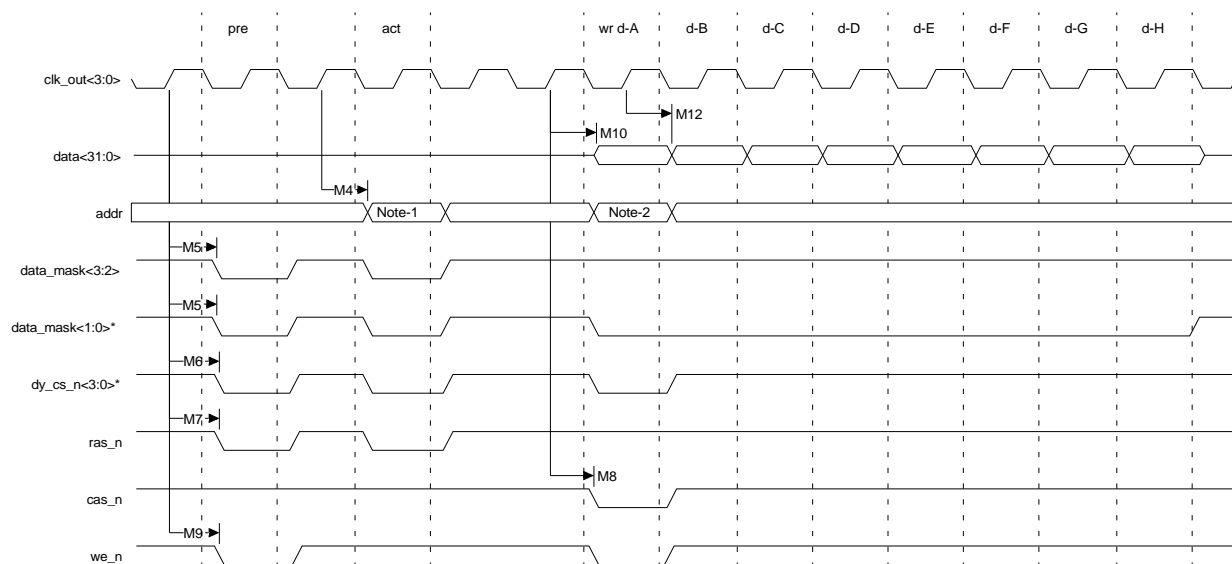 pre act wr d-A d-B d-C d-D d-E d-F d-G d-H
clk_out<3:0>
M12
M10
data<31:0>
M4
addr Note-1 Note-2
M5
data_mask<3:2>
M5
data_mask<1:0>*
M6
dy_cs_n<3:0>*
M7
ras_n
M8
cas_n
M9
we_n